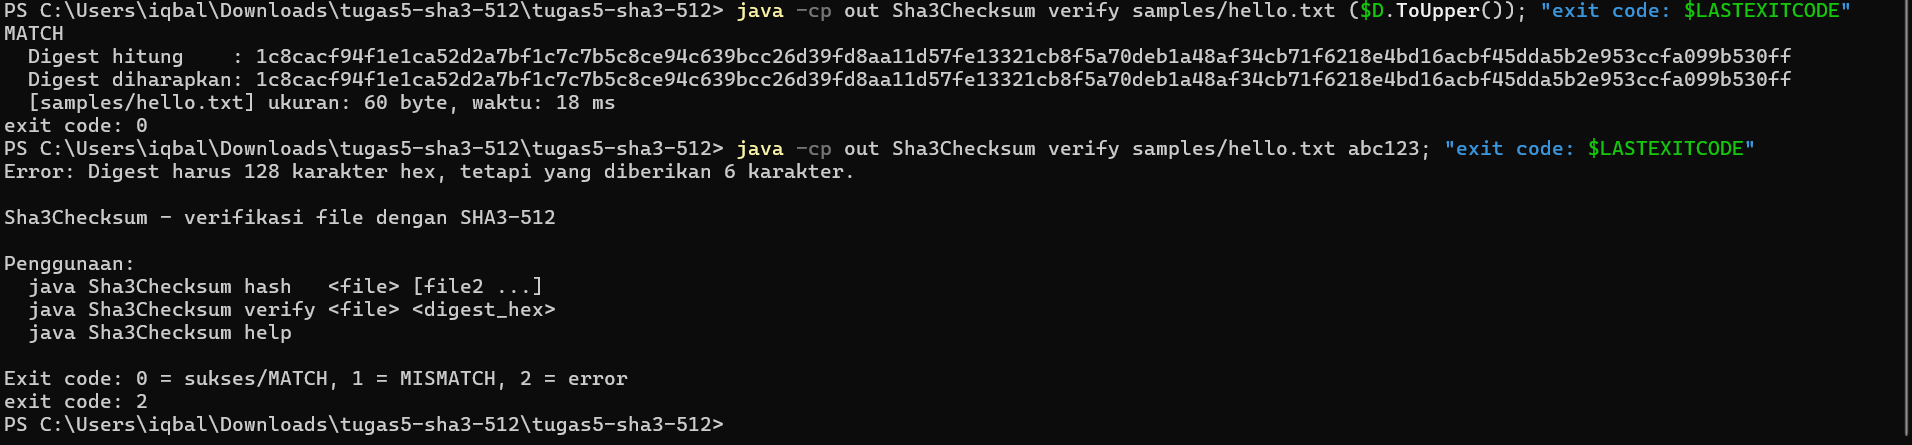 PS C:\Users\iqbal\Downloads\tugas5-sha3-512\tugas5-sha3-512> java -cp out Sha3Checksum verify samples/hello.txt ($D.ToUpper()); "exit code: $LASTEXITCODE"
MATCH
  Digest hitung    : 1c8cacf94f1e1ca52d2a7bf1c7c7b5c8ce94c639bcc26d39fd8aa11d57fe13321cb8f5a70deb1a48af34cb71f6218e4bd16acbf45dda5b2e953ccfa099b530ff
  Digest diharapkan: 1c8cacf94f1e1ca52d2a7bf1c7c7b5c8ce94c639bcc26d39fd8aa11d57fe13321cb8f5a70deb1a48af34cb71f6218e4bd16acbf45dda5b2e953ccfa099b530ff
  [samples/hello.txt] ukuran: 60 byte, waktu: 18 ms
exit code: 0
PS C:\Users\iqbal\Downloads\tugas5-sha3-512\tugas5-sha3-512> java -cp out Sha3Checksum verify samples/hello.txt abc123; "exit code: $LASTEXITCODE"
Error: Digest harus 128 karakter hex, tetapi yang diberikan 6 karakter.

Sha3Checksum - verifikasi file dengan SHA3-512

Penggunaan:
  java Sha3Checksum hash   <file> [file2 ...]
  java Sha3Checksum verify <file> <digest_hex>
  java Sha3Checksum help

Exit code: 0 = sukses/MATCH, 1 = MISMATCH, 2 = error
exit code: 2
PS C:\Users\iqbal\Downloads\tugas5-sha3-512\tugas5-sha3-512>